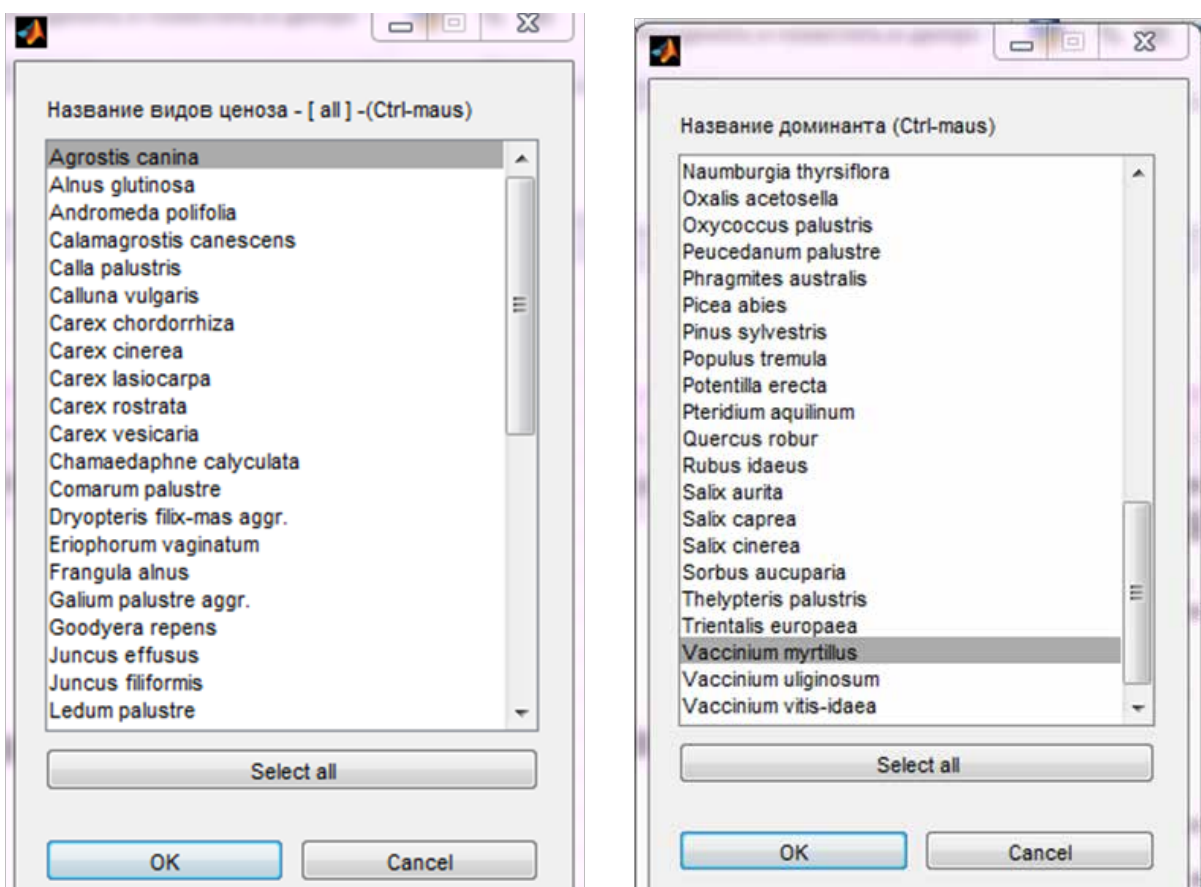 Название видов ценоза - [ all ] -(Ctrl-maus)
Agrostis canina
Alnus glutinosa
Andromeda polifolia
Calamagrostis canescens
Calla palustris
Calluna vulgaris
Carex chordorrhiza
Carex cinerea
Carex lasiocarpa
Carex rostrata
Carex vesicaria
Chamaedaphne calyculata
Comarum palustre
Dryopteris filix-mas aggr.
Eriophorum vaginatum
Frangula alnus
Galium palustre aggr.
Goodyera repens
Juncus effusus
Juncus filiformis
Ledum palustre
Select all
OK
Cancel
Название доминанта (Ctrl-maus)
Naumburgia thyrsiflora
Oxalis acetosella
Oxycoccus palustris
Peucedanum palustre
Phragmites australis
Picea abies
Pinus sylvestris
Populus tremula
Potentilla erecta
Pteridium aquilinum
Quercus robur
Rubus idaeus
Salix aurita
Salix caprea
Salix cinerea
Sorbus aucuparia
Thelypteris palustris
Trientalis europaea
Vaccinium myrtillus
Vaccinium uliginosum
Vaccinium vitis-idaea
Select all
OK
Cancel